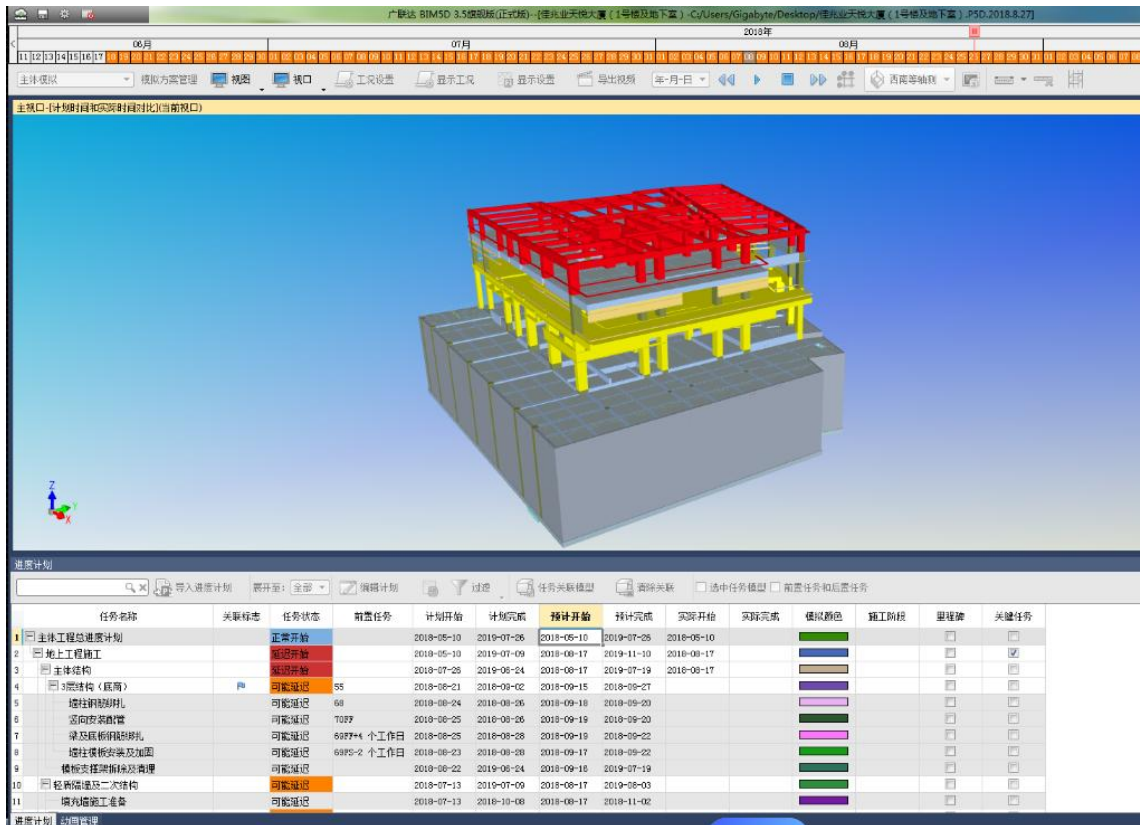 广联达 BIM5D 3.5旗舰版(正式版)--[佳兆业天悦大厦（1号楼及地下室）-C:/Users/Gigabyte/Desktop/佳兆业天悦大厦（1号楼及地下室）.P5D.2018.8.27]
2018年
06月 07月 08月
11 12 13 14 15 16 17
主体模拟 模拟方案管理 视图 视口 工况设置 显示工况 显示设置 导出视频 年-月-日 西南等轴测
主视口-[计划时间和实际时间对比](当前视口)
Z
Y
X
进度计划
导入进度计划 展开至: 全部 编辑计划 过滤 任务关联模型 清除关联 选中任务模型 前置任务和后置任务
任务名称 关联标志 任务状态 前置任务 计划开始 计划完成 预计开始 预计完成 实际开始 实际完成 模拟颜色 施工阶段 里程碑 关键任务
1 主体工程总进度计划 正常开始 2018-05-10 2019-07-26 2018-05-10 2019-07-26 2018-05-10
2 地上工程施工 延迟开始 2018-05-10 2019-07-09 2018-08-17 2019-11-10 2018-08-17
3 主体结构 延迟开始 2018-07-26 2019-06-24 2018-08-17 2019-07-19 2018-08-17
4 3层结构（底商） 可能延迟 55 2018-08-21 2018-09-02 2018-09-15 2018-09-27
5 墙柱钢筋绑扎 可能延迟 68 2018-08-24 2018-08-26 2018-09-18 2018-09-20
6 竖向安装配管 可能延迟 70FF 2018-08-25 2018-08-26 2018-09-19 2018-09-20
7 梁及底板钢筋绑扎 可能延迟 69FF+4 个工作日 2018-08-25 2018-08-28 2018-09-19 2018-09-22
8 墙柱模板安装及加固 可能延迟 69FS-2 个工作日 2018-08-23 2018-08-28 2018-09-17 2018-09-22
9 模板支撑架拆除及清理 可能延迟 2018-08-22 2019-06-24 2018-09-16 2019-07-19
10 轻质隔墙及二次结构 可能延迟 2018-07-13 2019-07-09 2018-08-17 2019-08-03
11 填充墙施工准备 可能延迟 2018-07-13 2018-10-08 2018-08-17 2018-11-02
进度计划 动画管理